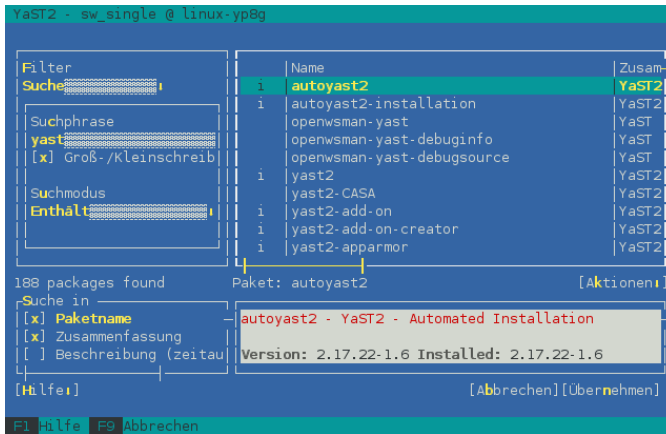 YaST2 - sw_single @ linux-yp8g
Filter
Suche
Suchphrase
yast
[x] Groß-/Kleinschreib
Suchmodus
Enthält
Name Zusam
i autoyast2 YaST2
i autoyast2-installation YaST2
openwsman-yast YaST
openwsman-yast-debuginfo YaST
openwsman-yast-debugsource YaST
i yast2 YaST2
yast2-CASA YaST2
i yast2-add-on YaST2
i yast2-add-on-creator YaST2
i yast2-apparmor YaST2
188 packages found
Paket: autoyast2 [Aktionen]
Suche in
[x] Paketname
[x] Zusammenfassung
[ ] Beschreibung (zeitau
autoyast2 - YaST2 - Automated Installation
Version: 2.17.22-1.6 Installed: 2.17.22-1.6
[Hilfe] [Abbrechen][Übernehmen]
F1 Hilfe F9 Abbrechen